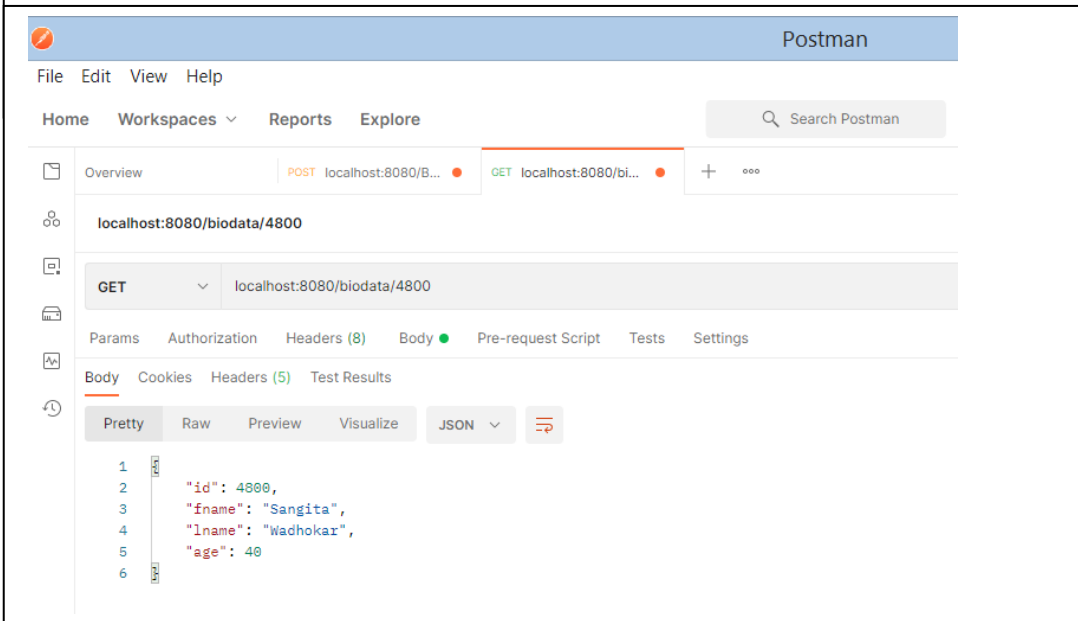 Postman
File Edit View Help
Home Workspaces Reports Explore Search Postman
Overview POST localhost:8080/B... GET localhost:8080/bi... + ooo
localhost:8080/biodata/4800
GET localhost:8080/biodata/4800
Params Authorization Headers (8) Body Pre-request Script Tests Settings
Body Cookies Headers (5) Test Results
Pretty Raw Preview Visualize JSON
1 {
2 "id": 4800,
3 "fname": "Sangita",
4 "lname": "Wadhokar",
5 "age": 40
6 }